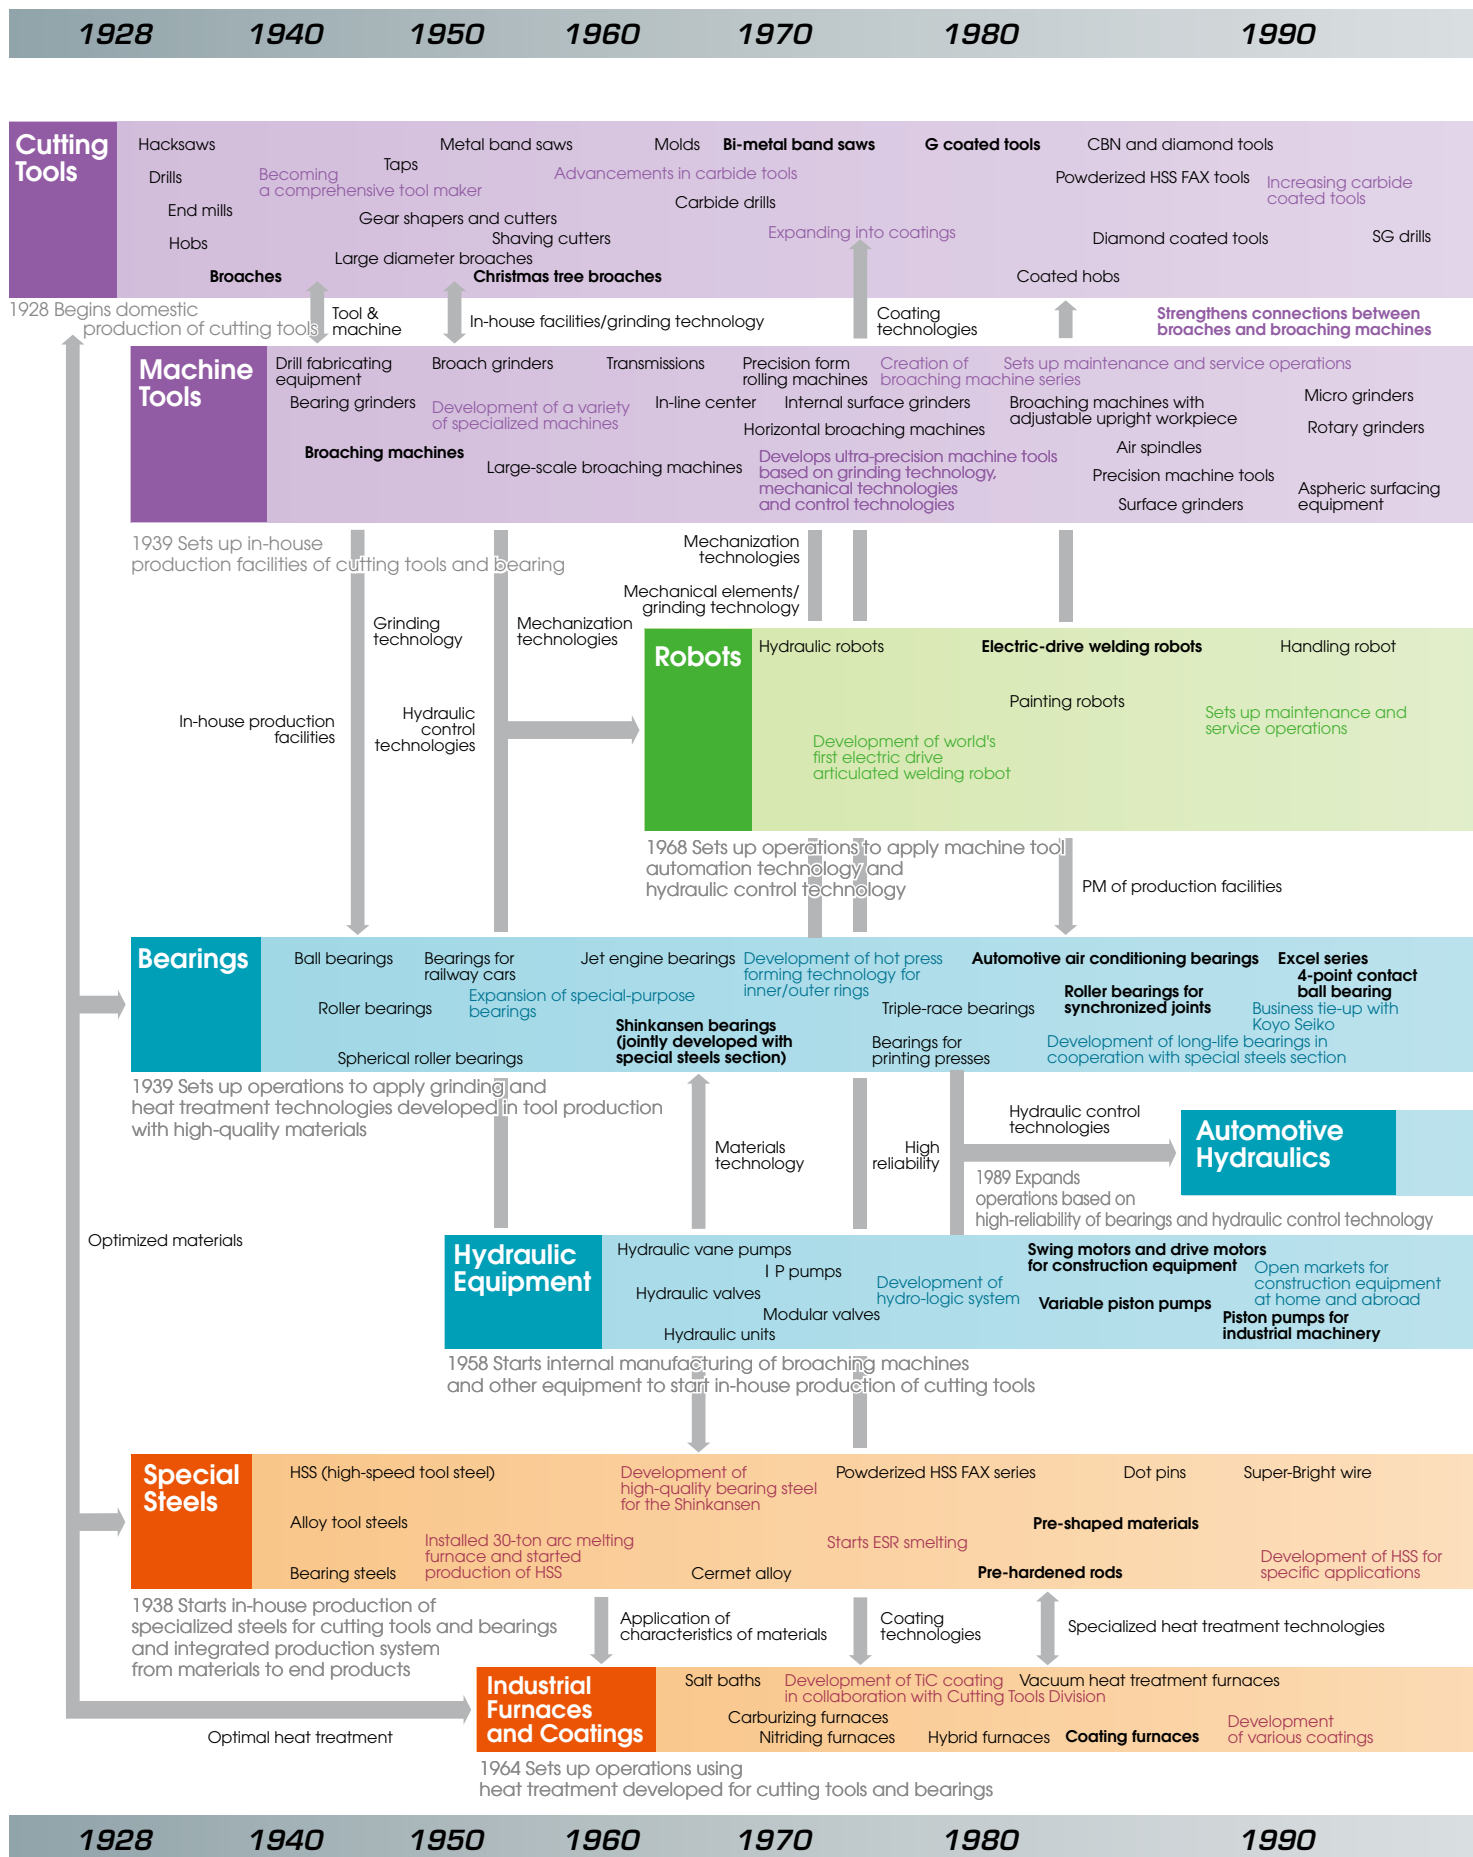 1928 1940 1950 1960 1970 1980 1990
Cutting
Tools
Hacksaws
Drills
End mills
Hobs
Broaches
Becoming
a comprehensive tool maker
Taps
Metal band saws
Gear shapers and cutters
Shaving cutters
Large diameter broaches
Christmas tree broaches
Molds
Advancements in carbide tools
Carbide drills
Bi-metal band saws
Expanding into coatings
G coated tools
CBN and diamond tools
Powderized HSS FAX tools
Increasing carbide
coated tools
Diamond coated tools
SG drills
Coated hobs
1928 Begins domestic
production of cutting tools
Tool &
machine
In-house facilities/grinding technology
Coating
technologies
Strengthens connections between
broaches and broaching machines
Machine
Tools
Drill fabricating
equipment
Bearing grinders
Broaching machines
Broach grinders
Development of a variety
of specialized machines
Large-scale broaching machines
Transmissions
In-line center
Precision form
rolling machines
Internal surface grinders
Horizontal broaching machines
Develops ultra-precision machine tools
based on grinding technology,
mechanical technologies
and control technologies
Creation of
broaching machine series
Sets up maintenance and service operations
Broaching machines with
adjustable upright workpiece
Air spindles
Precision machine tools
Surface grinders
Micro grinders
Rotary grinders
Aspheric surfacing
equipment
1939 Sets up in-house
production facilities of cutting tools and bearing
Mechanization
technologies
Mechanical elements/
grinding technology
Grinding
technology
Mechanization
technologies
In-house production
facilities
Hydraulic
control
technologies
Robots
Hydraulic robots
Electric-drive welding robots
Handling robot
Painting robots
Sets up maintenance and
service operations
Development of world's
first electric drive
articulated welding robot
1968 Sets up operations to apply machine tool
automation technology and
hydraulic control technology
PM of production facilities
Bearings
Ball bearings
Roller bearings
Spherical roller bearings
Bearings for
railway cars
Expansion of special-purpose
bearings
Jet engine bearings
Shinkansen bearings
(jointly developed with
special steels section)
Development of hot press
forming technology for
inner/outer rings
Triple-race bearings
Bearings for
printing presses
Automotive air conditioning bearings
Roller bearings for
synchronized joints
Development of long-life bearings in
cooperation with special steels section
Excel series
4-point contact
ball bearing
Business tie-up with
Koyo Seiko
1939 Sets up operations to apply grinding and
heat treatment technologies developed in tool production
with high-quality materials
Materials
technology
High
reliability
Hydraulic control
technologies
Automotive
Hydraulics
1989 Expands
operations based on
high-reliability of bearings and hydraulic control technology
Optimized materials
Hydraulic
Equipment
Hydraulic vane pumps
I P pumps
Hydraulic valves
Modular valves
Hydraulic units
Development of
hydro-logic system
Swing motors and drive motors
for construction equipment
Variable piston pumps
Open markets for
construction equipment
at home and abroad
Piston pumps for
industrial machinery
1958 Starts internal manufacturing of broaching machines
and other equipment to start in-house production of cutting tools
Special
Steels
HSS (high-speed tool steel)
Alloy tool steels
Bearing steels
Installed 30-ton arc melting
furnace and started
production of HSS
Development of
high-quality bearing steel
for the Shinkansen
Cermet alloy
Powderized HSS FAX series
Starts ESR smelting
Pre-hardened rods
Pre-shaped materials
Dot pins
Super-Bright wire
Development of HSS for
specific applications
1938 Starts in-house production of
specialized steels for cutting tools and bearings
and integrated production system
from materials to end products
Application of
characteristics of materials
Coating
technologies
Specialized heat treatment technologies
Optimal heat treatment
Industrial
Furnaces
and Coatings
Salt baths
Carburizing furnaces
Nitriding furnaces
Development of TiC coating
in collaboration with Cutting Tools Division
Vacuum heat treatment furnaces
Hybrid furnaces
Coating furnaces
Development
of various coatings
1964 Sets up operations using
heat treatment developed for cutting tools and bearings
1928 1940 1950 1960 1970 1980 1990